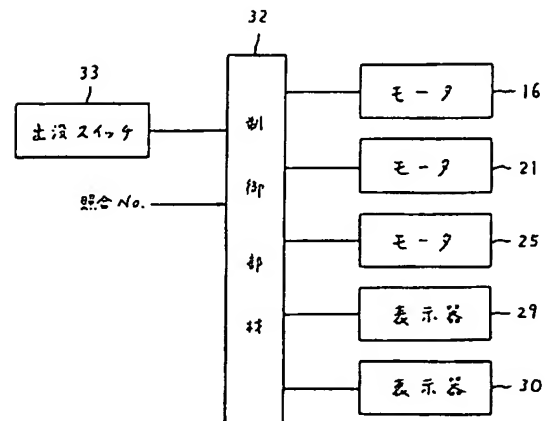 32
33
出没スイッチ
照合No.
制御部材
モータ
16
モータ
21
モータ
25
表示器
29
表示器
30